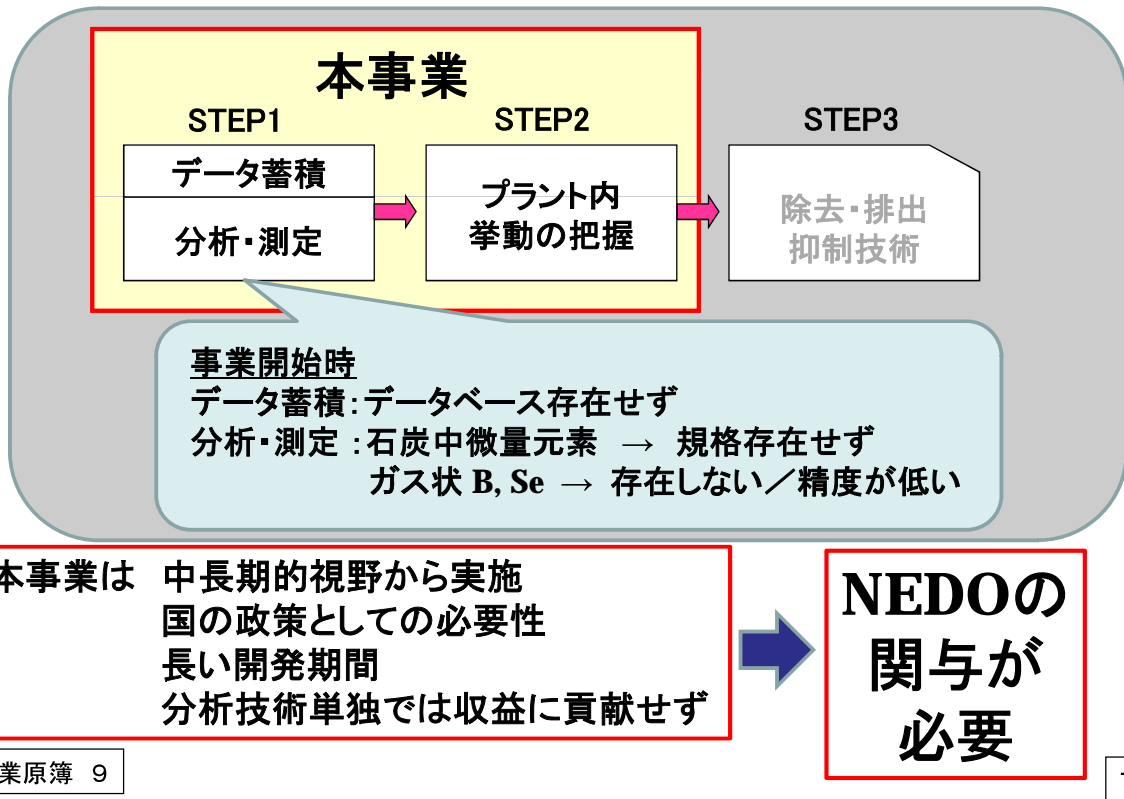 本事業
STEP1
STEP2
STEP3
データ蓄積
分析・測定
プラント内
挙動の把握
除去・排出
抑制技術
事業開始時
データ蓄積：データベース存在せず
分析・測定 ：石炭中微量元素 → 規格存在せず
ガス状 B, Se → 存在しない／精度が低い
本事業は 中長期的視野から実施
国の政策としての必要性
長い開発期間
分析技術単独では収益に貢献せず
NEDOの
関与が
必要
業原簿 9